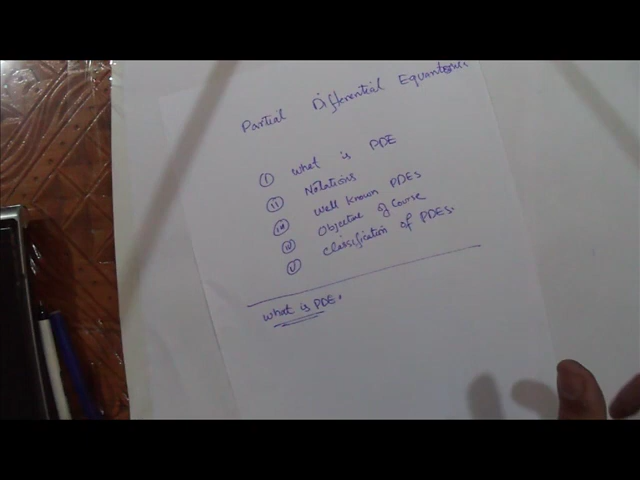 Partial Differential Equantions
(i) what is PDE
(ii) Notations
(iii) Well known PDEs
(iv) Objective of Course
(v) Classification of PDEs.
what is PDE.